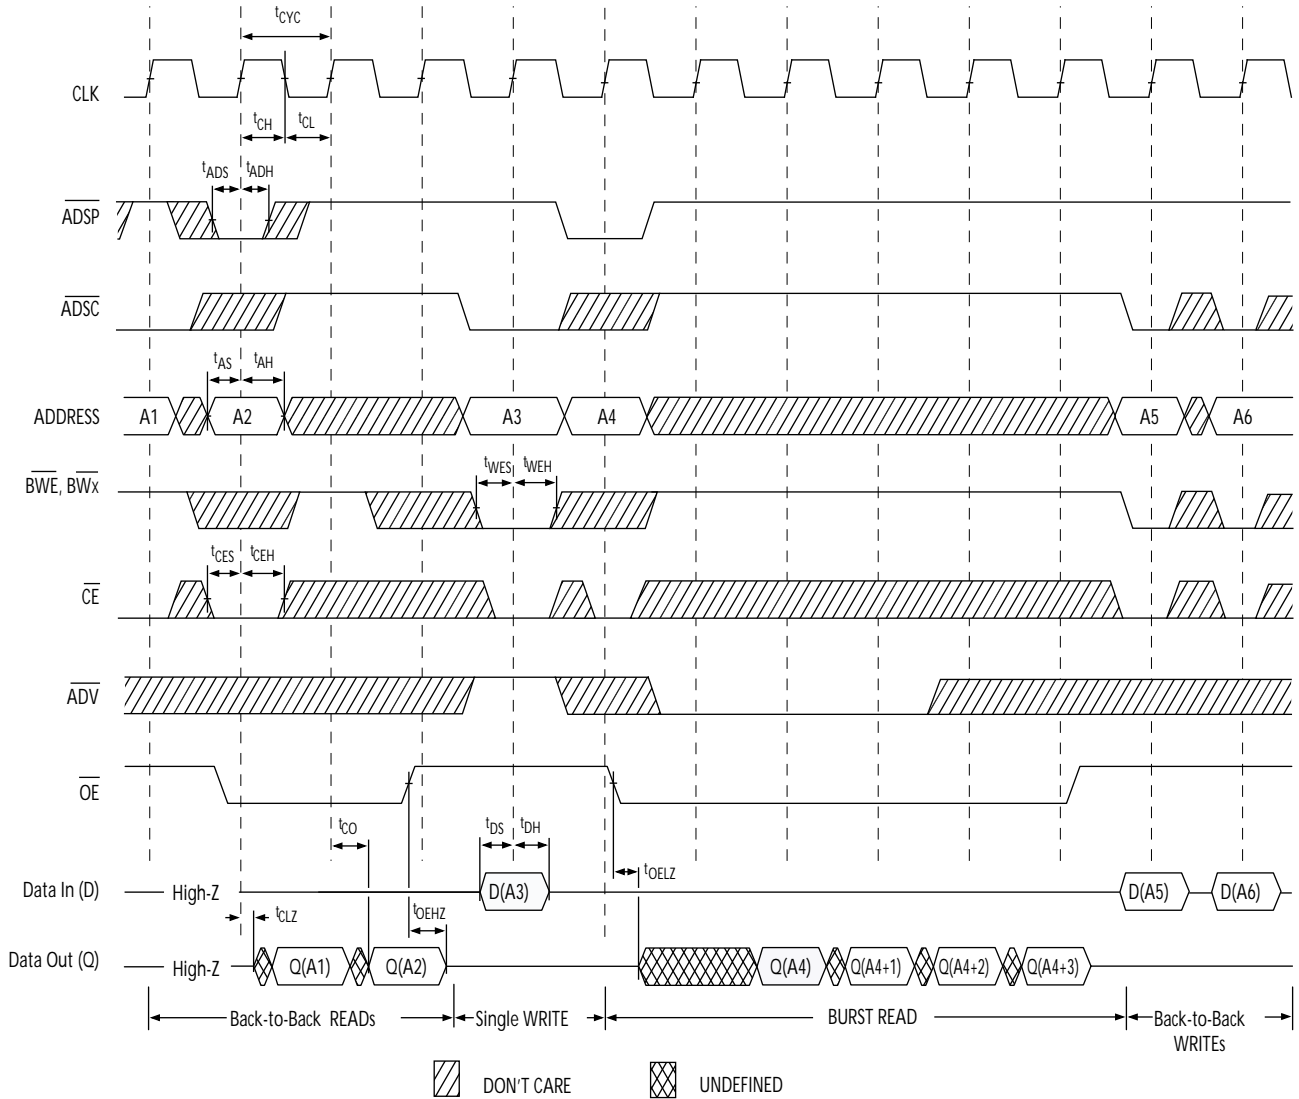 tCYC
CLK
tCH
tCL
tADS
tADH
ADSP
ADSC
tAS
tAH
ADDRESS
A1
A2
A3
A4
A5
A6
tWES
tWEH
BWE, BWx
tCES
tCEH
CE
ADV
OE
tCO
tDS
tDH
tOELZ
Data In (D)
High-Z
D(A3)
D(A5)
D(A6)
tCLZ
tOEHZ
Data Out (Q)
High-Z
Q(A1)
Q(A2)
Q(A4)
Q(A4+1)
Q(A4+2)
Q(A4+3)
Back-to-Back READs
Single WRITE
BURST READ
Back-to-Back
WRITEs
DON'T CARE
UNDEFINED